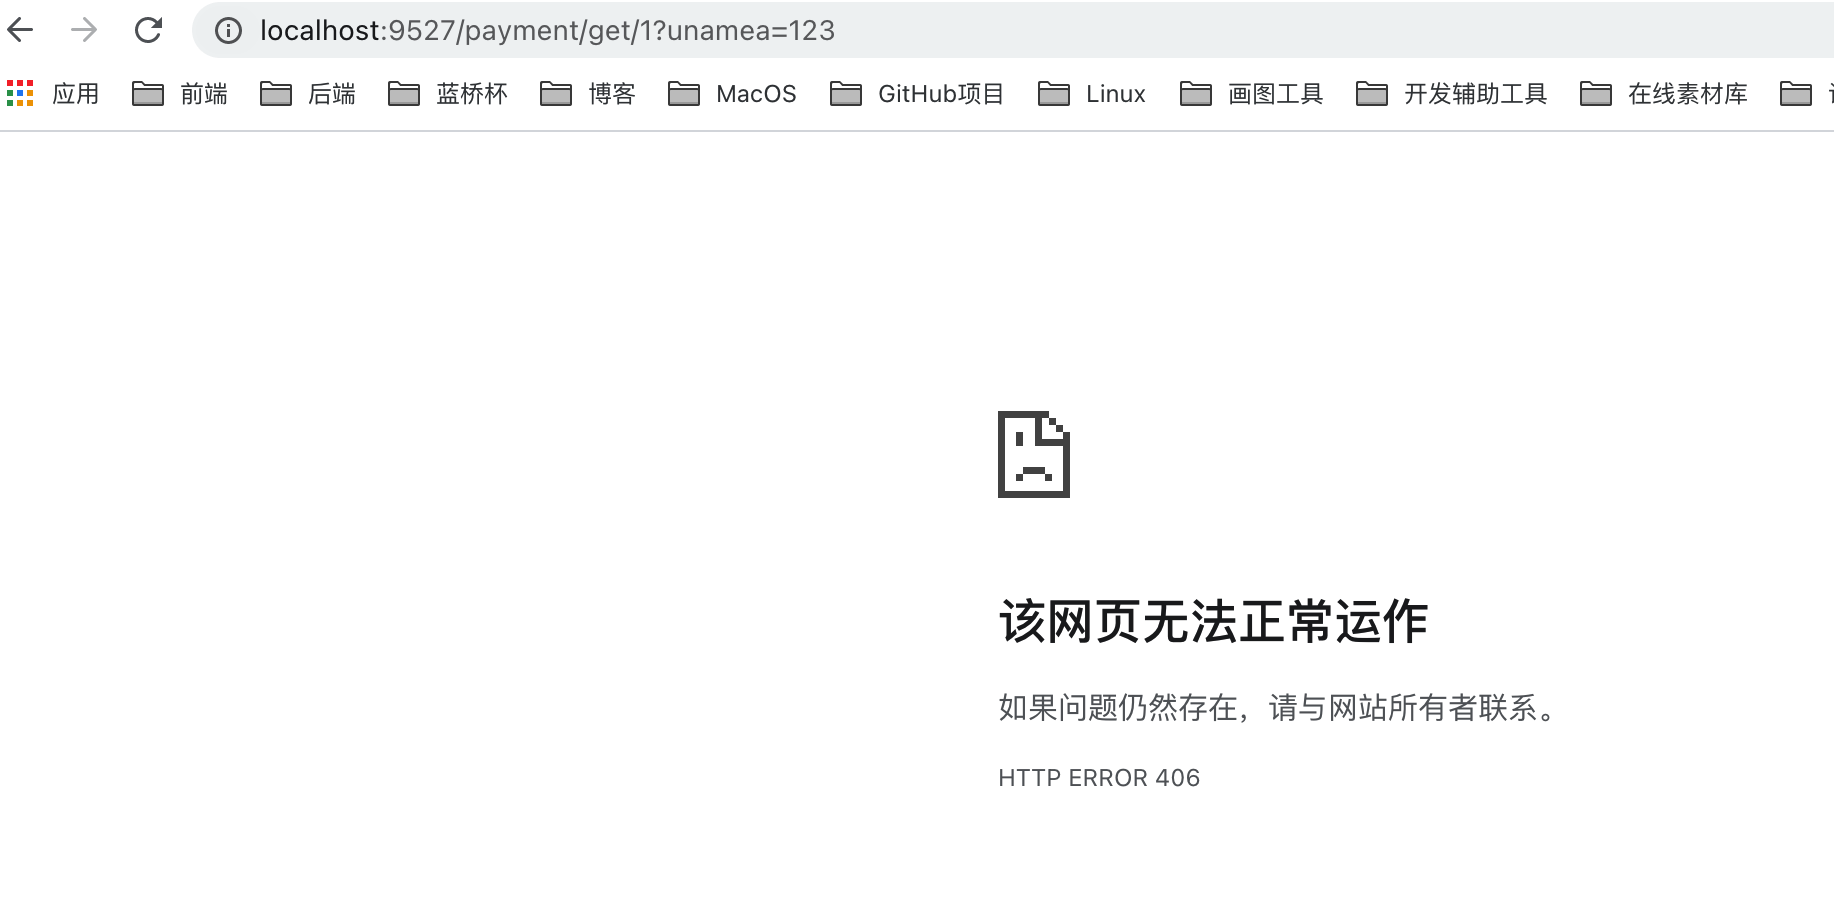 localhost:9527/payment/get/1?unamea=123
应用 前端 后端 蓝桥杯 博客 MacOS GitHub项目 Linux 画图工具 开发辅助工具 在线素材库
该网页无法正常运作
如果问题仍然存在，请与网站所有者联系。
HTTP ERROR 406